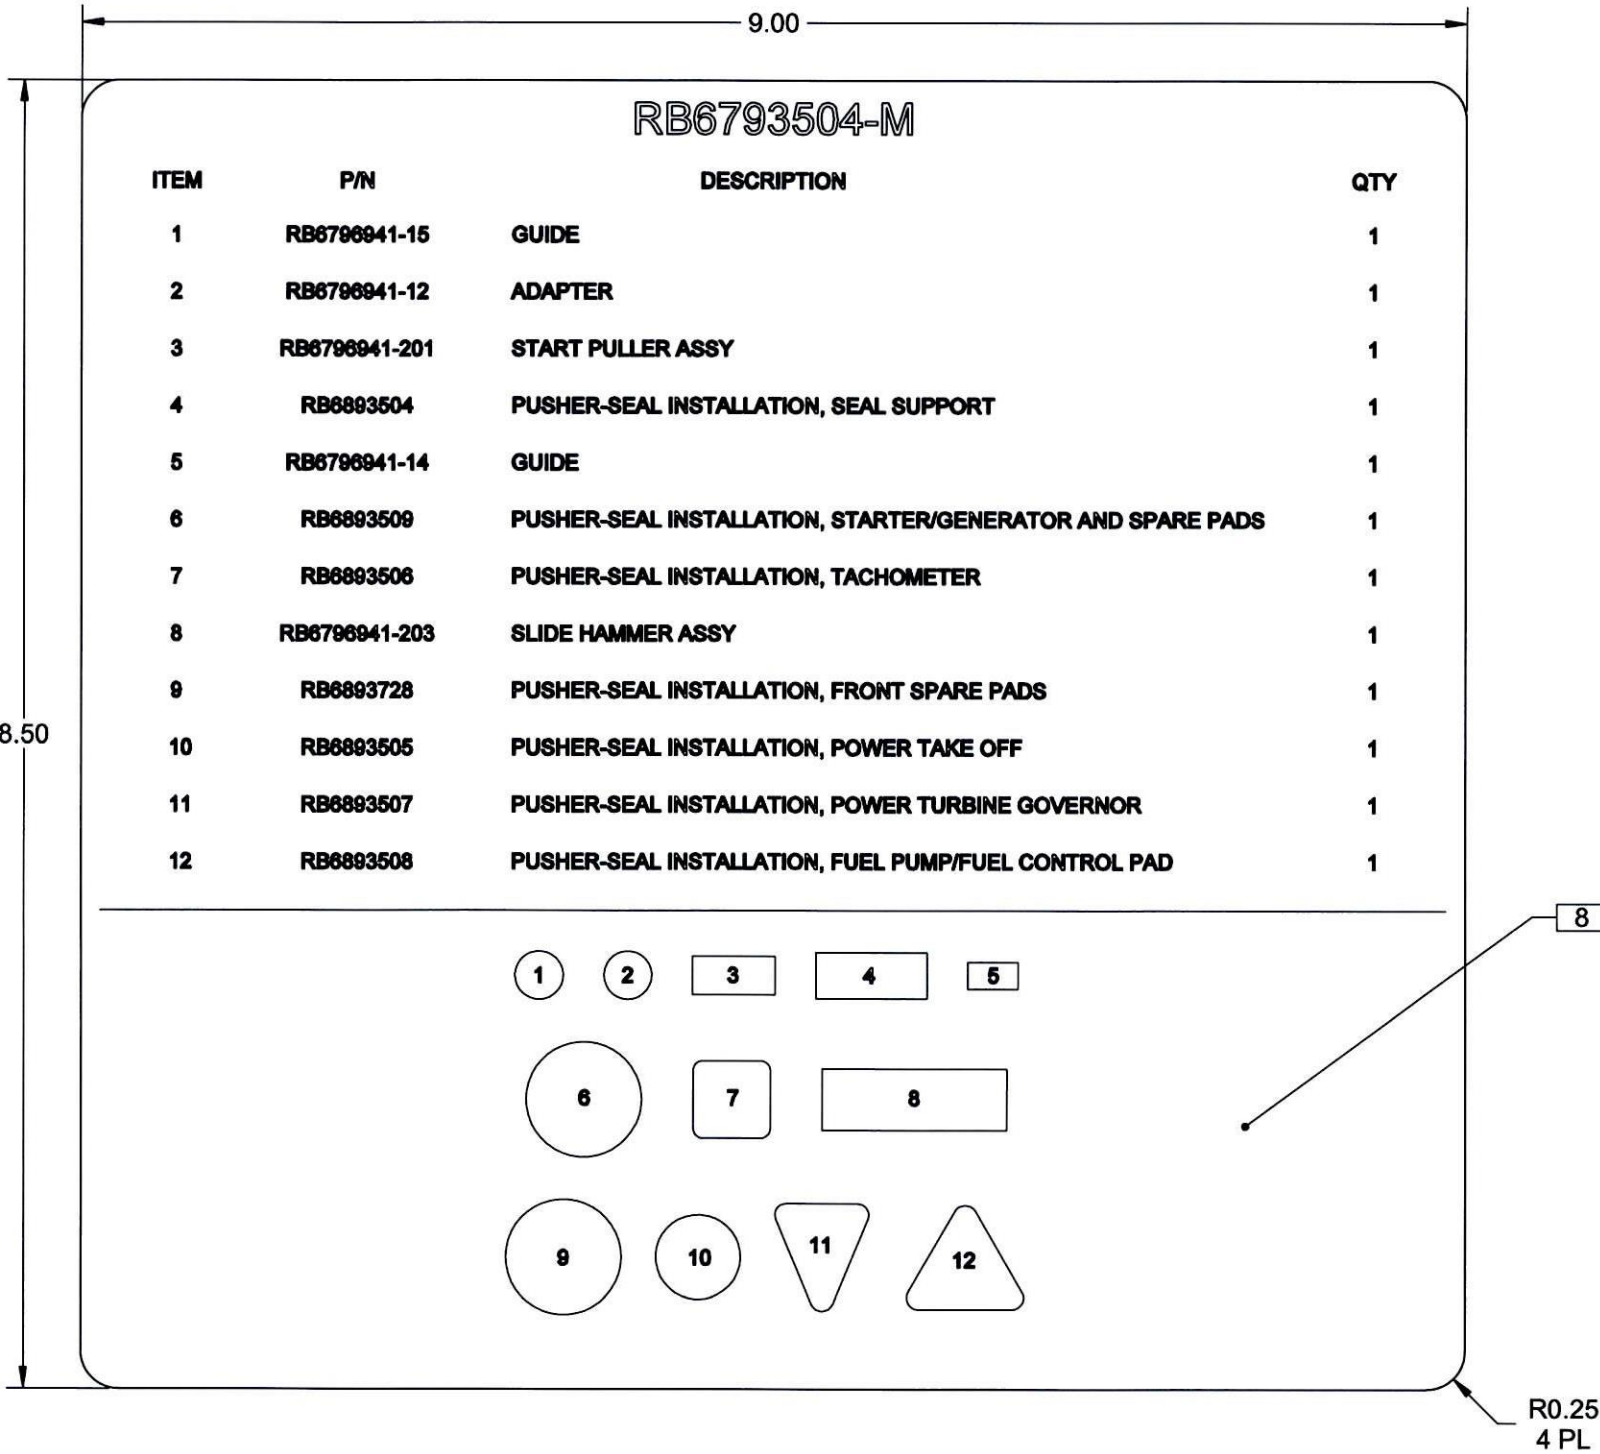 9.00
RB6793504-M
ITEM P/N DESCRIPTION QTY
1 RB6796941-15 GUIDE 1
2 RB6796941-12 ADAPTER 1
3 RB6796941-201 START PULLER ASSY 1
4 RB6893504 PUSHER-SEAL INSTALLATION, SEAL SUPPORT 1
5 RB6796941-14 GUIDE 1
6 RB6893509 PUSHER-SEAL INSTALLATION, STARTER/GENERATOR AND SPARE PADS 1
7 RB6893506 PUSHER-SEAL INSTALLATION, TACHOMETER 1
8 RB6796941-203 SLIDE HAMMER ASSY 1
9 RB6893728 PUSHER-SEAL INSTALLATION, FRONT SPARE PADS 1
8.50
10 RB6893505 PUSHER-SEAL INSTALLATION, POWER TAKE OFF 1
11 RB6893507 PUSHER-SEAL INSTALLATION, POWER TURBINE GOVERNOR 1
12 RB6893508 PUSHER-SEAL INSTALLATION, FUEL PUMP/FUEL CONTROL PAD 1
8
1 2 3 4 5
6 7 8
9 10 11 12
R0.25
4 PL